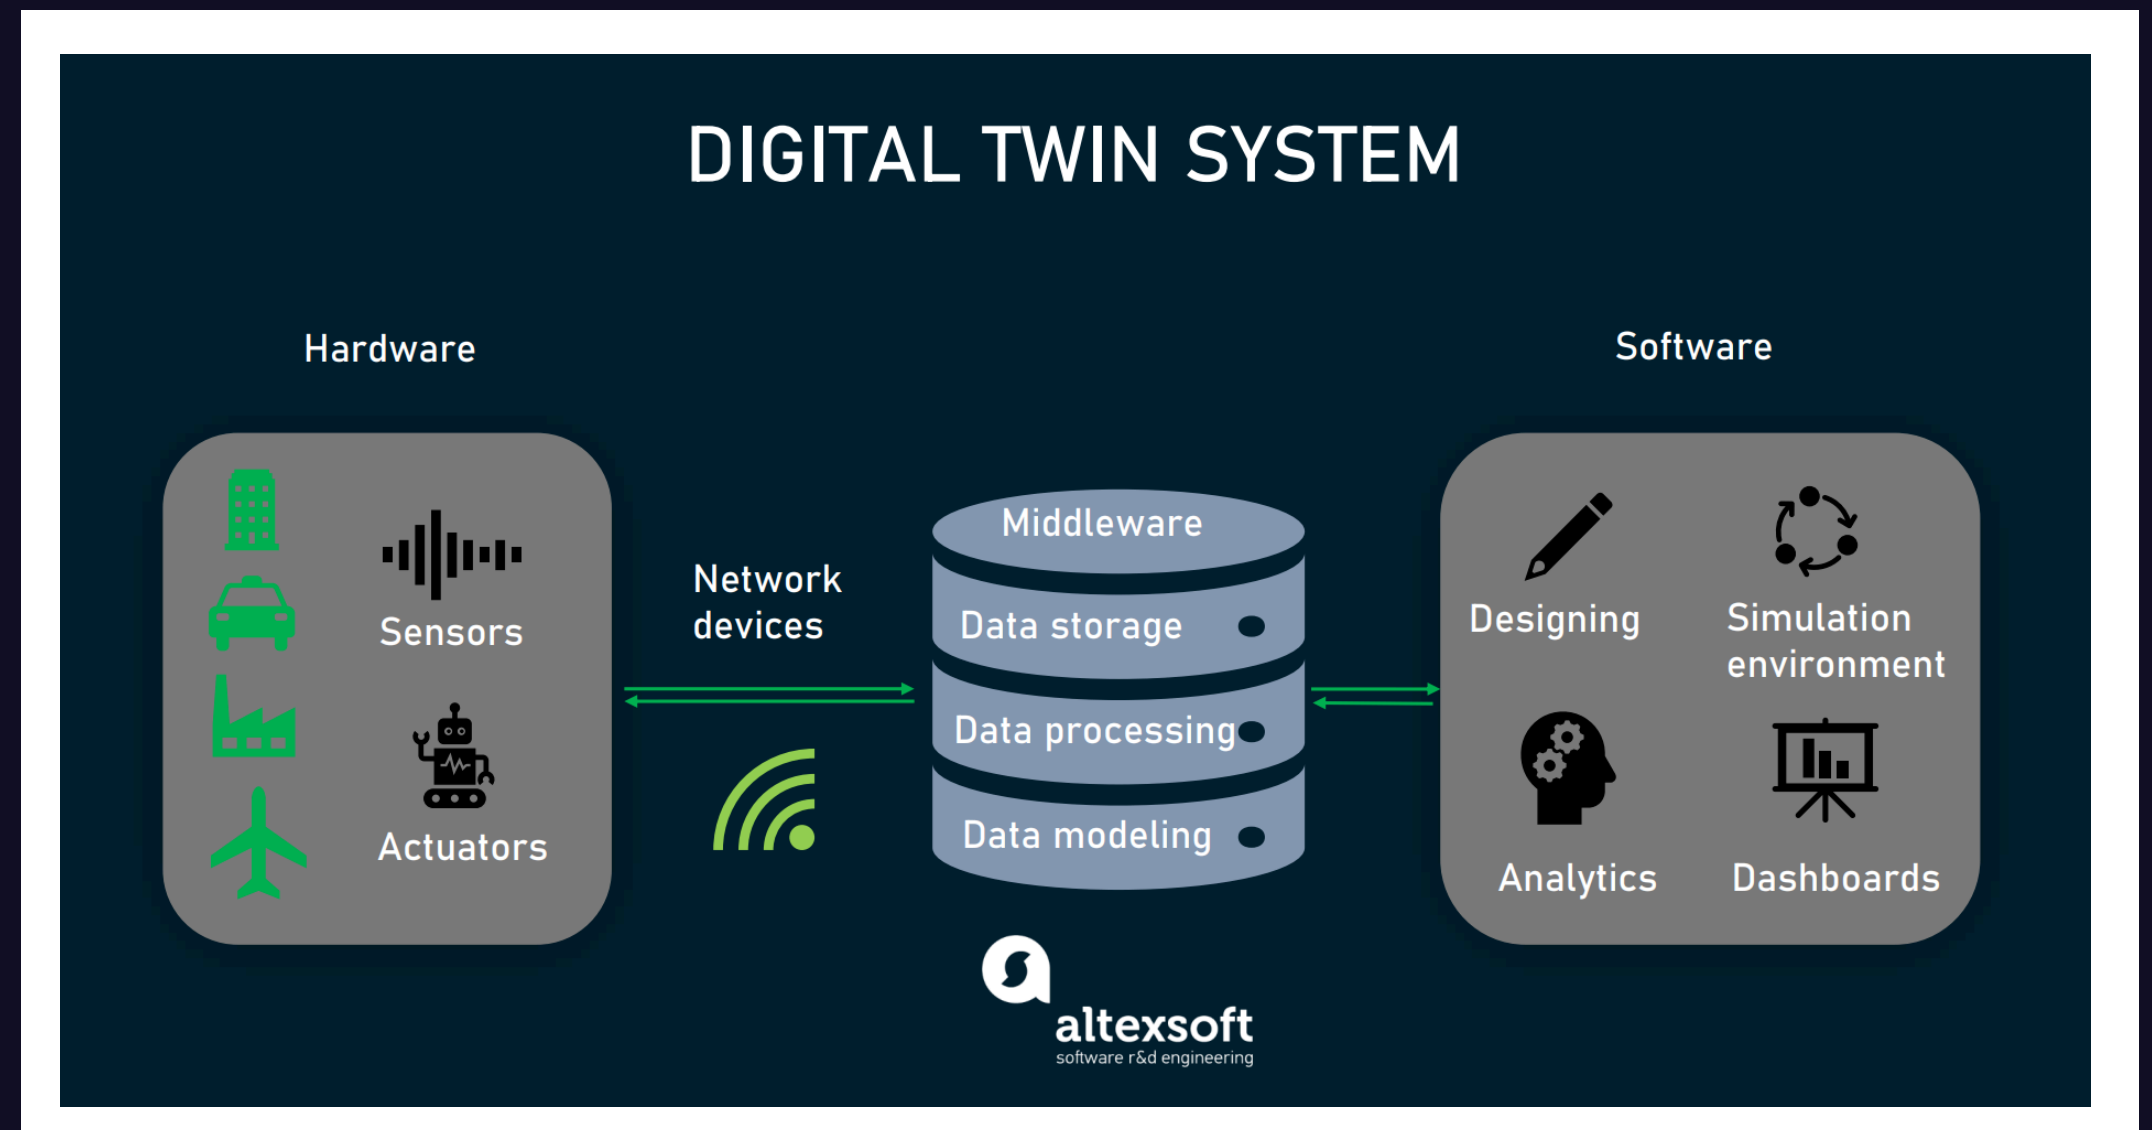 DIGITAL TWIN SYSTEM
Hardware
Software
Sensors
Actuators
Network
devices
Middleware
Data storage
Data processing
Data modeling
Designing
Simulation
environment
Analytics
Dashboards
altexsoft
software r&d engineering